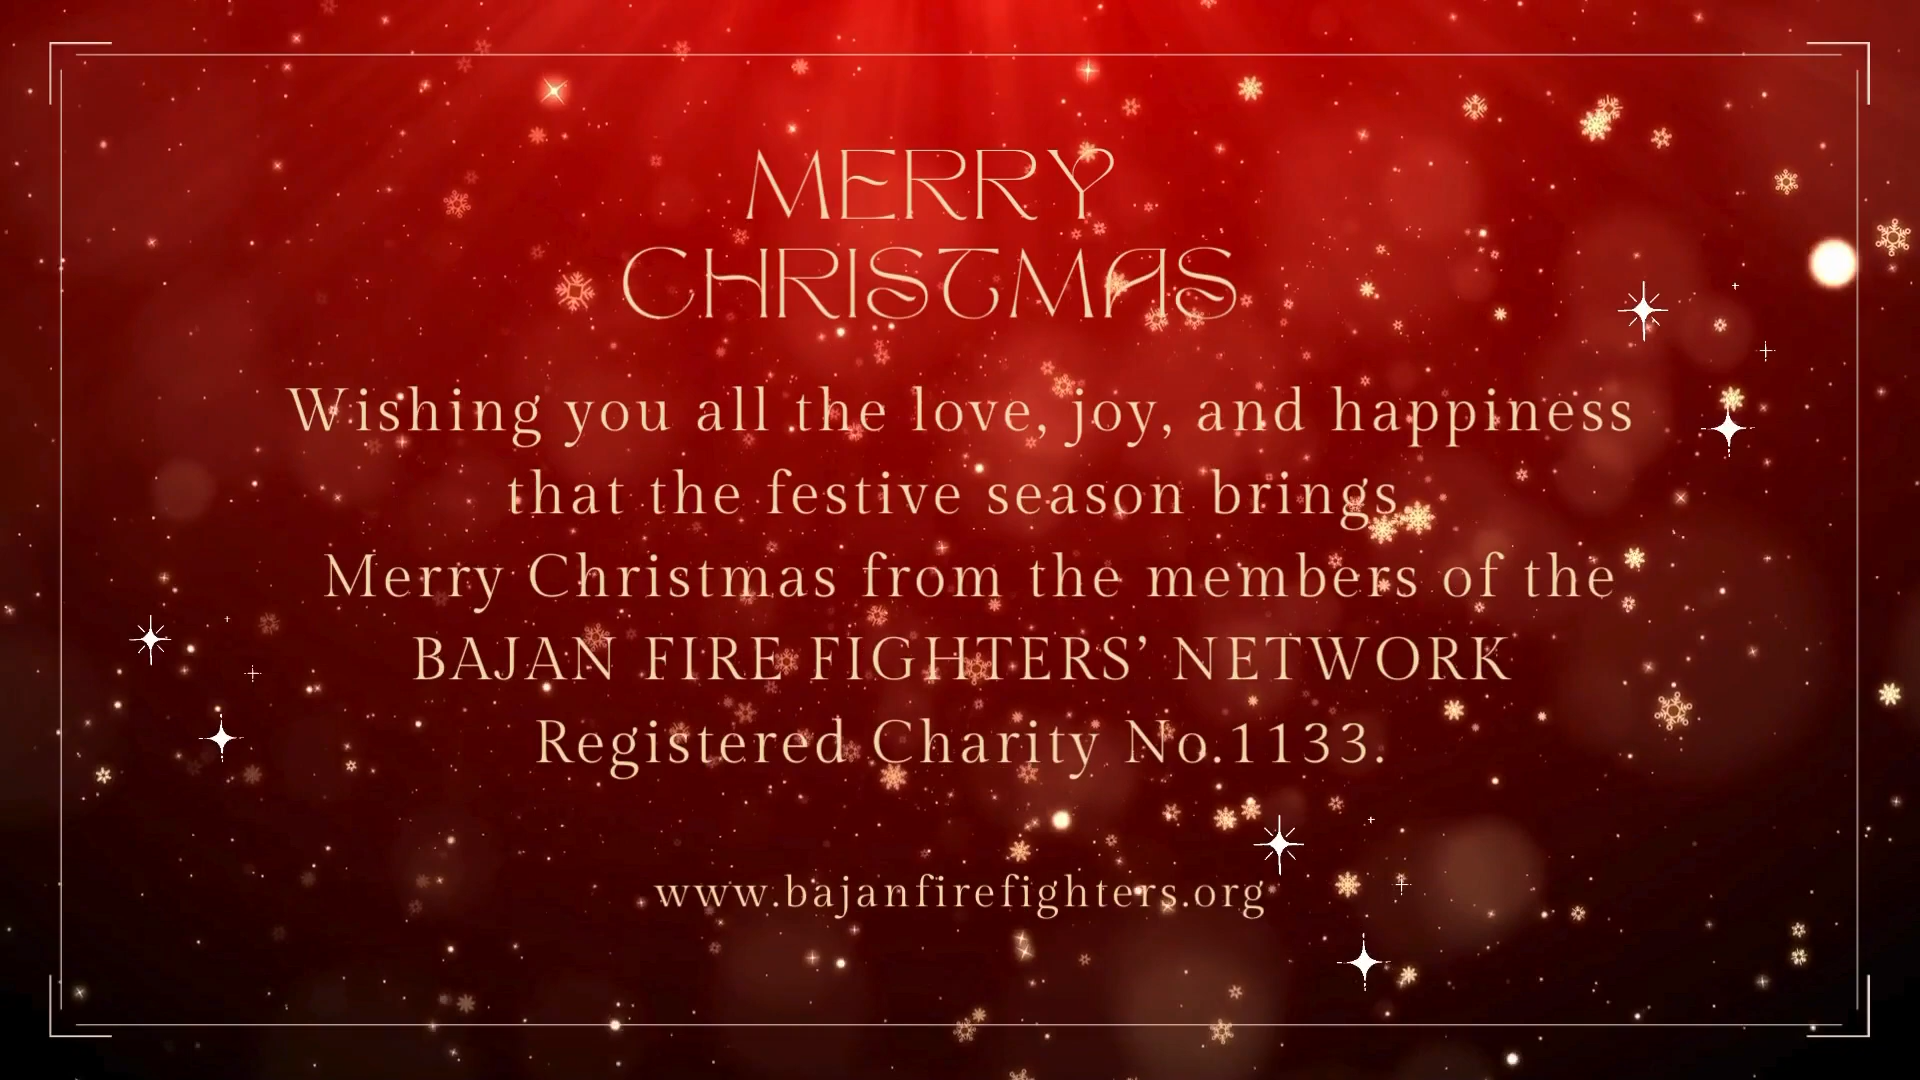 MERRY
CHRISTMAS
Wishing you all the love, joy, and happiness
that the festive season brings.
Merry Christmas from the members of the
BAJAN FIRE FIGHTERS’ NETWORK
Registered Charity No.1133.
www.bajanfirefighters.org